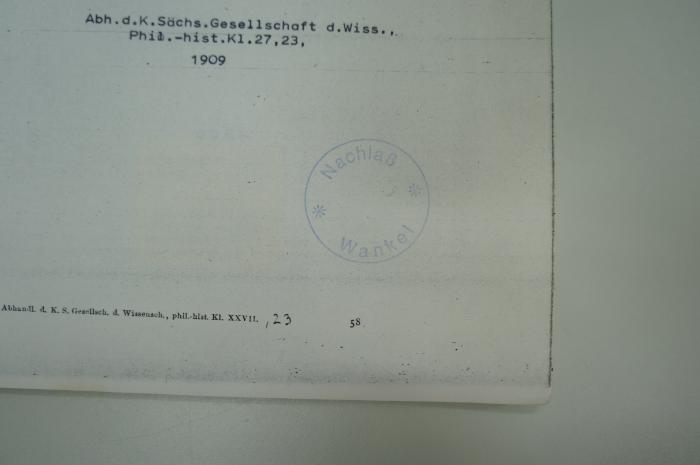 Abh.d.K.Sächs.Gesellschaft d.Wiss.,
Phil.-hist.Kl.27,23,
1909
Nachlaß
Wankel
Abhandl. d. K. S. Gesellsch. d. Wissensch., phil.-hist. Kl. XXVII. ,23 58